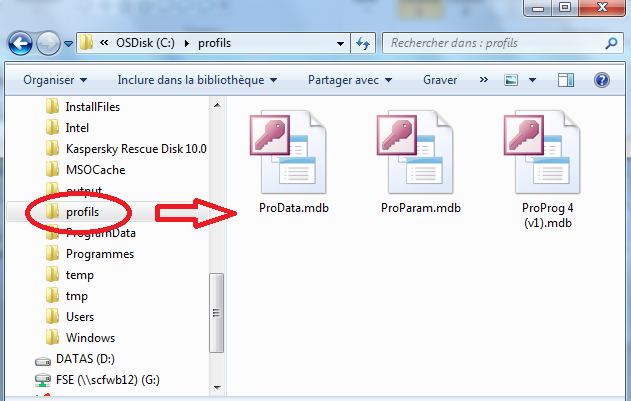 « OSDisk (C:) ▸ profils
Rechercher dans : profils
Organiser Inclure dans la bibliothèque Partager avec Graver »
InstallFiles
Intel
Kaspersky Rescue Disk 10.0
MSOCache
output
profils
ProgramData
Programmes
temp
tmp
Users
Windows
DATAS (D:)
FSE (\\scfwb12) (G:)
ProData.mdb
ProParam.mdb
ProProg 4
(v1).mdb